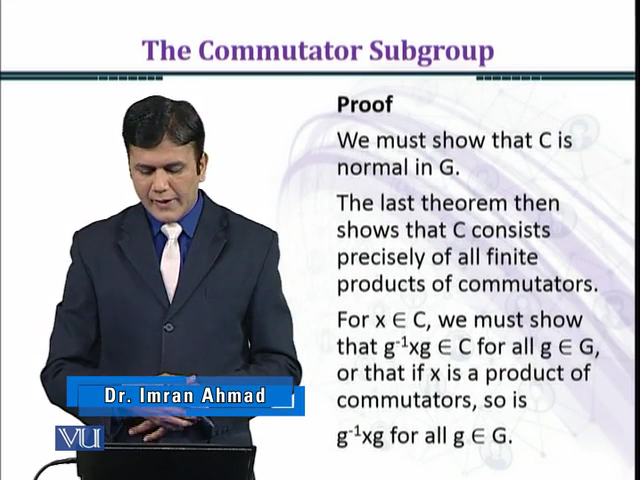 The Commutator Subgroup
Proof
We must show that C is
normal in G.
The last theorem then
shows that C consists
precisely of all finite
products of commutators.
For x ∈ C, we must show
that g⁻¹xg ∈ C for all g ∈ G,
or that if x is a product of
commutators, so is
g⁻¹xg for all g ∈ G.
Dr. Imran Ahmad
VU